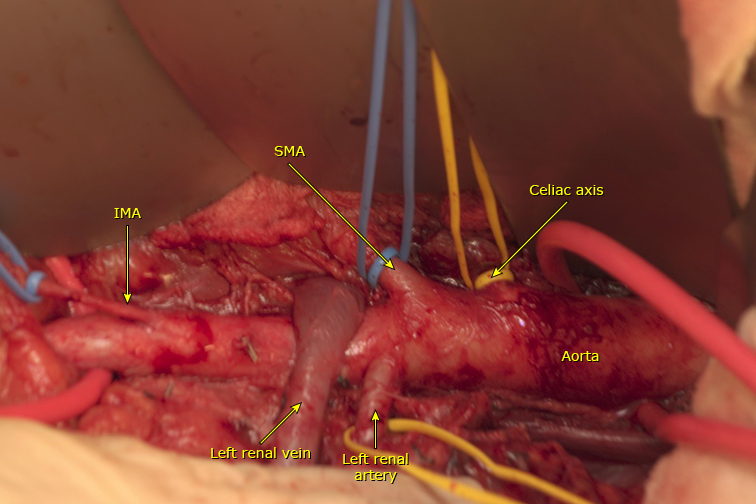 SMA
Celiac axis
IMA
Aorta
Left renal vein
Left renal
artery